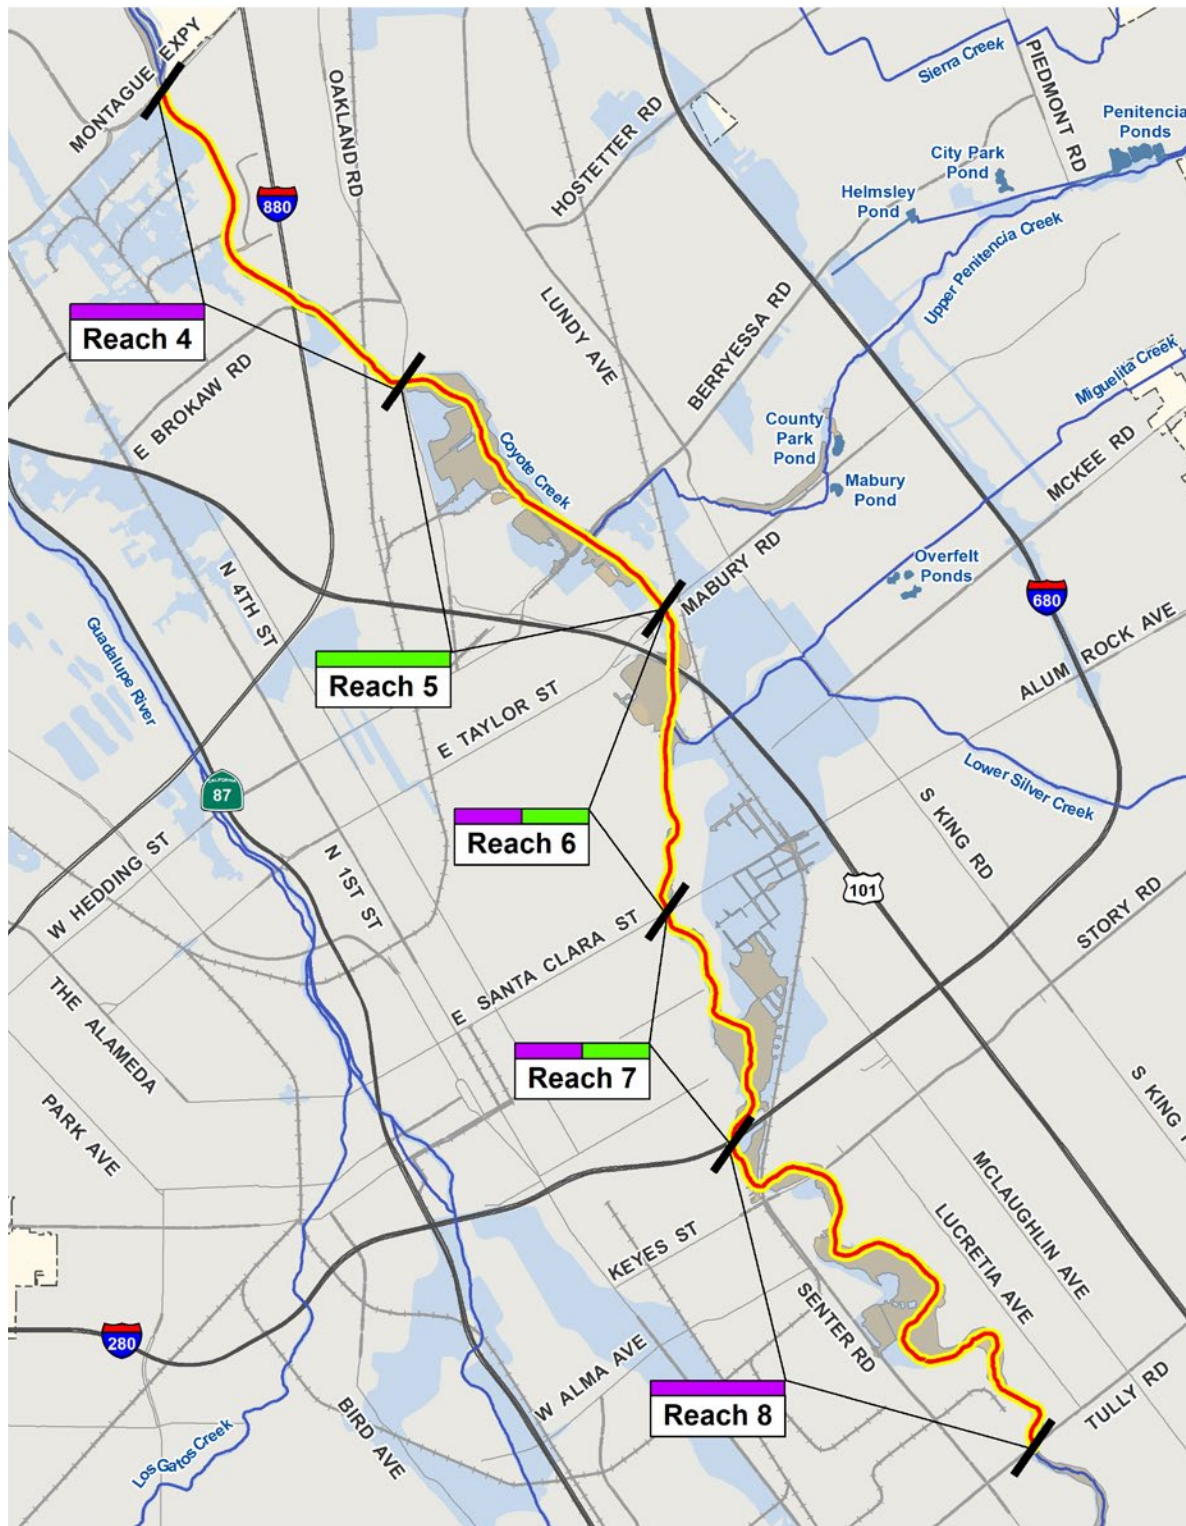 MONTAGUE EXPY
OAKLAND RD
HOSTETTER RD
Sierra Creek
PIEDMONT RD
Penitencia
Ponds
City Park
Pond
Helmsley
Pond
880
Upper Penitencia Creek
LUNDY AVE
BERRYESSA RD
Reach 4
E BROKAW RD
Miguelita Creek
MCKEE RD
Coyote Creek
County
Park
Pond
Mabury
Pond
MABURY RD
Overfelt
Ponds
680
N 4TH ST
Guadalupe River
Reach 5
E TAYLOR ST
ALUM ROCK AVE
CALIFORNIA
87
Lower Silver Creek
S KING RD
Reach 6
W HEDDING ST
N 1ST ST
101
STORY RD
E SANTA CLARA ST
THE ALAMEDA
PARK AVE
Reach 7
S KING
MCLAUGHLIN AVE
LUCRETIA AVE
KEYES ST
SENTER RD
280
W ALMA AVE
BIRD AVE
Reach 8
TULLY RD
Los Gatos Creek